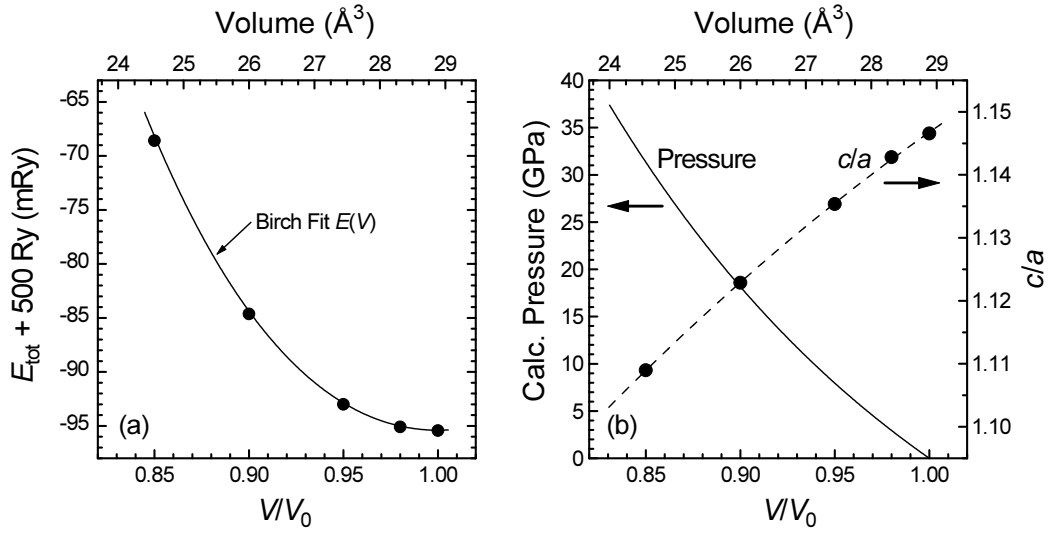 Volume (Å³)
24 25 26 27 28 29
-65
-70
-75
-80
-85
-90
-95
E_tot + 500 Ry (mRy)
Birch Fit E(V)
(a)
0.85 0.90 0.95 1.00
V/V₀
Volume (Å³)
24 25 26 27 28 29
40
35
30
25
20
15
10
5
0
Calc. Pressure (GPa)
Pressure
c/a
(b)
1.15
1.14
1.13
1.12
1.11
1.10
c/a
0.85 0.90 0.95 1.00
V/V₀